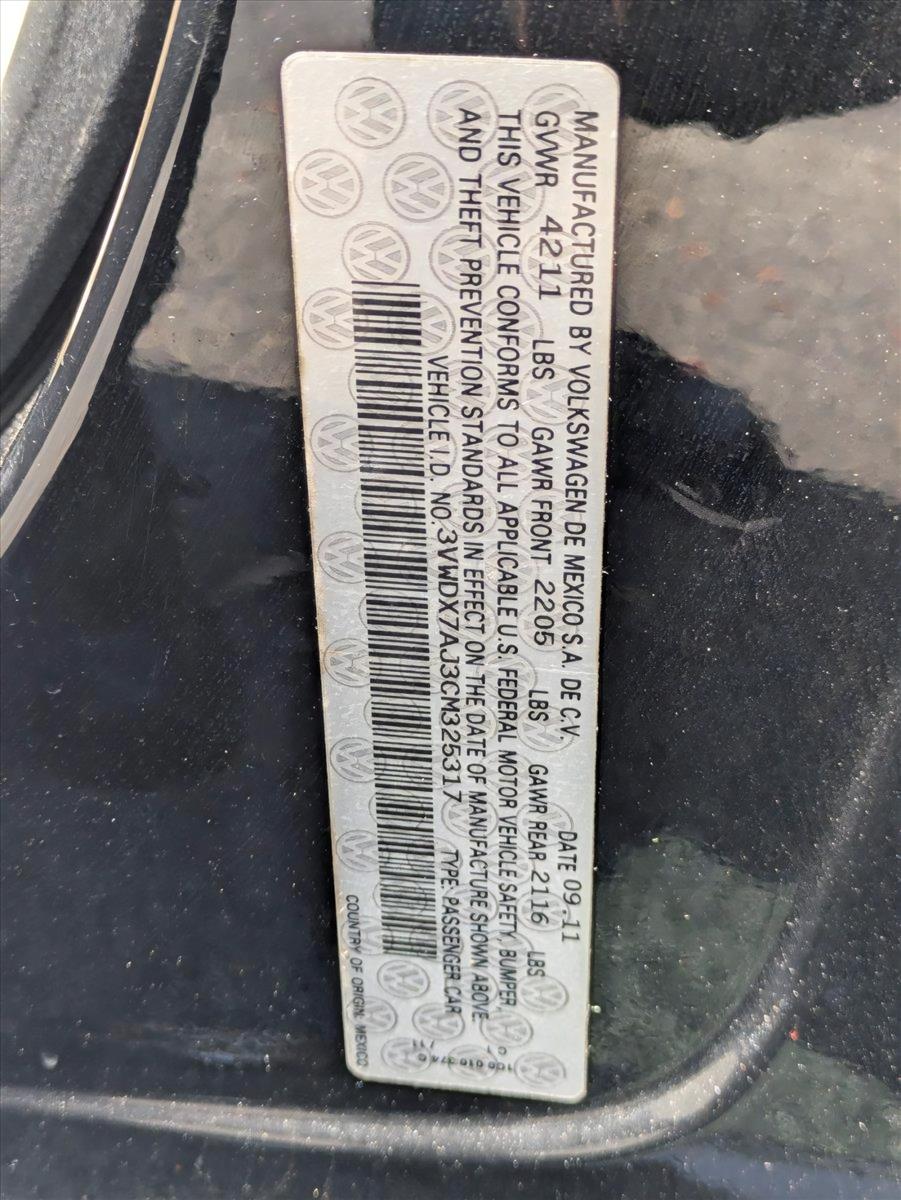 MANUFACTURED BY VOLKSWAGEN DE MEXICO S.A. DE C.V. DATE 09.11
GVWR 4211 LBS GAWR FRONT 2205 LBS GAWR REAR 2116 LBS
THIS VEHICLE CONFORMS TO ALL APPLICABLE U.S. FEDERAL MOTOR VEHICLE SAFETY, BUMPER,
AND THEFT PREVENTION STANDARDS IN EFFECT ON THE DATE OF MANUFACTURE SHOWN ABOVE.
VEHICLE I.D. NO. 3VWDX7AJ3CM325317 TYPE: PASSENGER CAR
COUNTRY OF ORIGIN: MEXICO